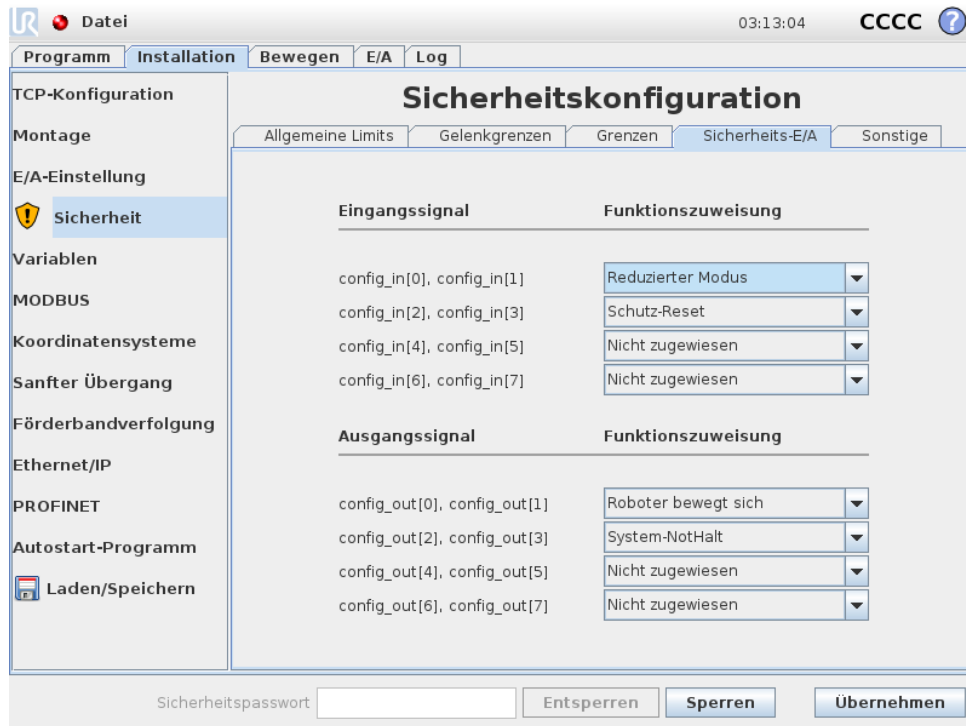 UR Datei 03:13:04 CCCC ?
Programm Installation Bewegen E/A Log
TCP-Konfiguration
Montage
E/A-Einstellung
Sicherheit
Variablen
MODBUS
Koordinatensysteme
Sanfter Übergang
Förderbandverfolgung
Ethernet/IP
PROFINET
Autostart-Programm
Laden/Speichern
Sicherheitskonfiguration
Allgemeine Limits Gelenkgrenzen Grenzen Sicherheits-E/A Sonstige
Eingangssignal Funktionszuweisung
config_in[0], config_in[1] Reduzierter Modus
config_in[2], config_in[3] Schutz-Reset
config_in[4], config_in[5] Nicht zugewiesen
config_in[6], config_in[7] Nicht zugewiesen
Ausgangssignal Funktionszuweisung
config_out[0], config_out[1] Roboter bewegt sich
config_out[2], config_out[3] System-NotHalt
config_out[4], config_out[5] Nicht zugewiesen
config_out[6], config_out[7] Nicht zugewiesen
Sicherheitspasswort Entsperren Sperren Übernehmen